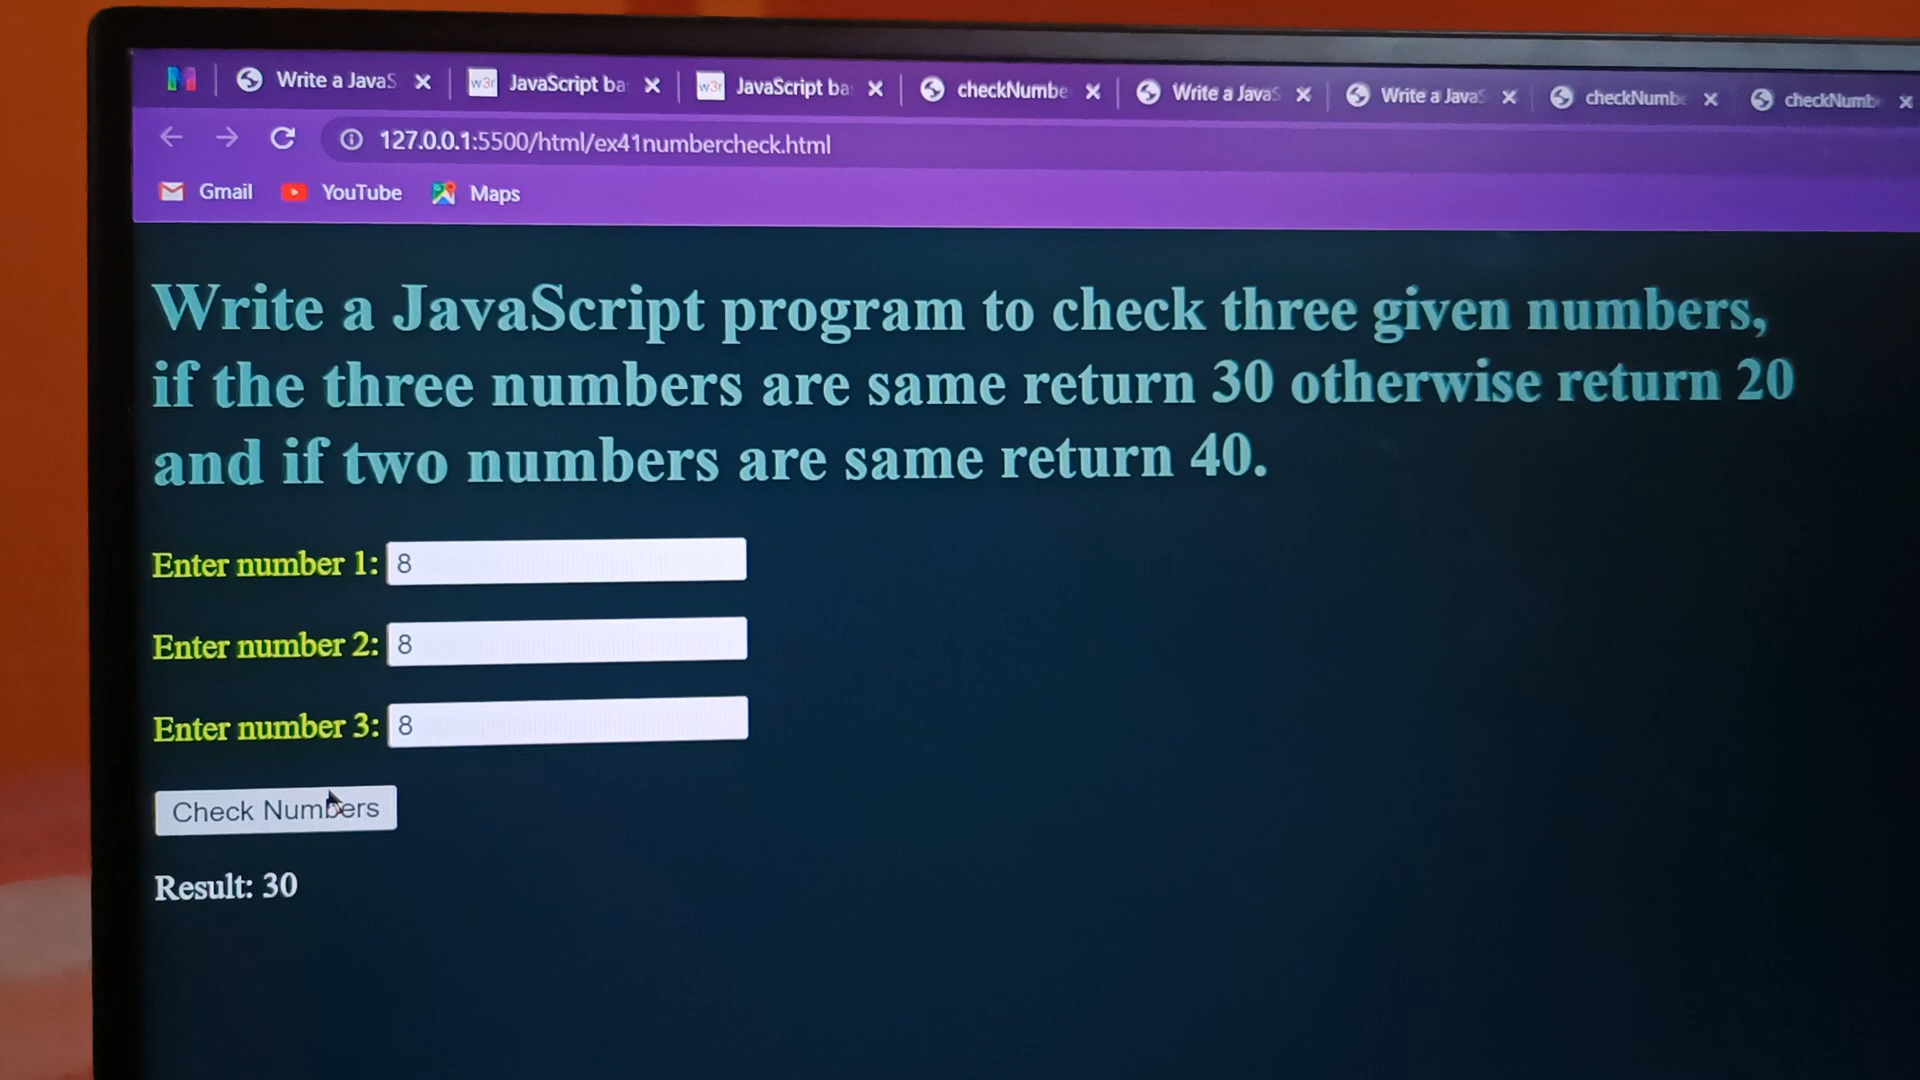 Write a JavaS
w3r JavaScript ba
w3r JavaScript ba
checkNumbe
Write a JavaS
Write a JavaS
checkNumbe
checkNumb
127.0.0.1:5500/html/ex41numbercheck.html
Gmail YouTube Maps
Write a JavaScript program to check three given numbers,
if the three numbers are same return 30 otherwise return 20
and if two numbers are same return 40.
Enter number 1: 8
Enter number 2: 8
Enter number 3: 8
Check Numbers
Result: 30